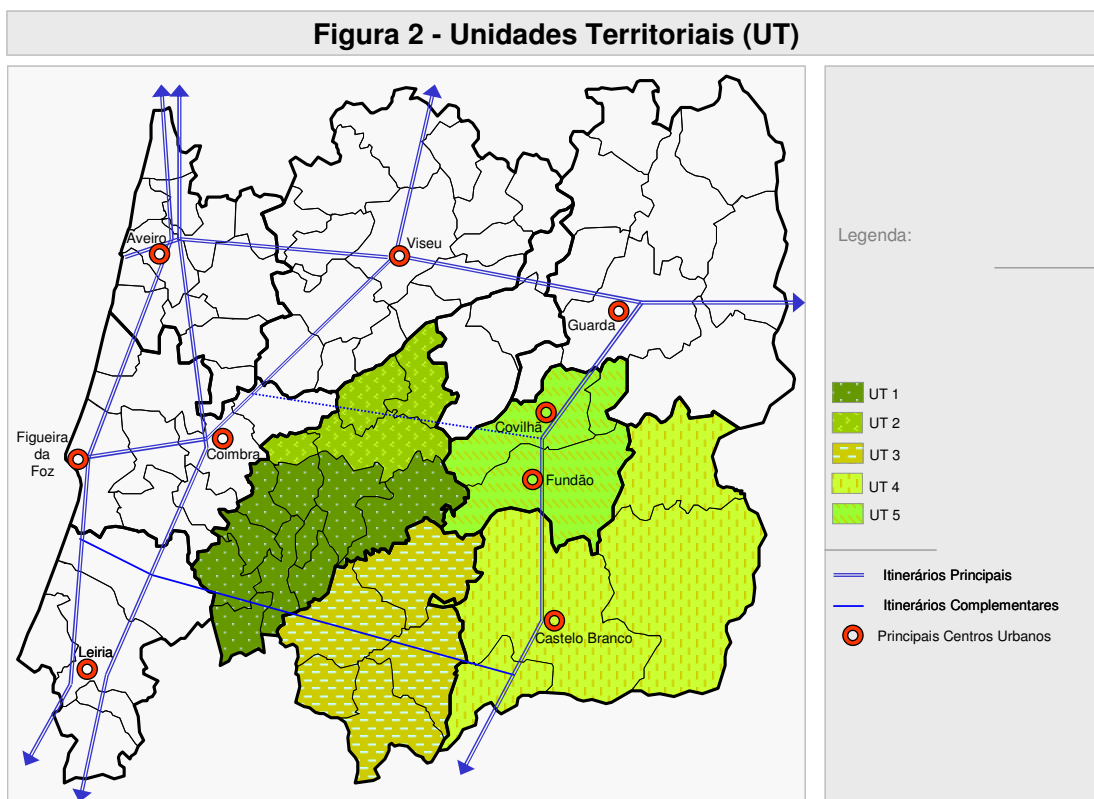 Figura 2 - Unidades Territoriais (UT)
Aveiro
Viseu
Guarda
Covilhã
Figueira
da
Foz
Coimbra
Fundão
Castelo Branco
Leiria
Legenda:
UT 1
UT 2
UT 3
UT 4
UT 5
Itinerários Principais
Itinerários Complementares
Principais Centros Urbanos